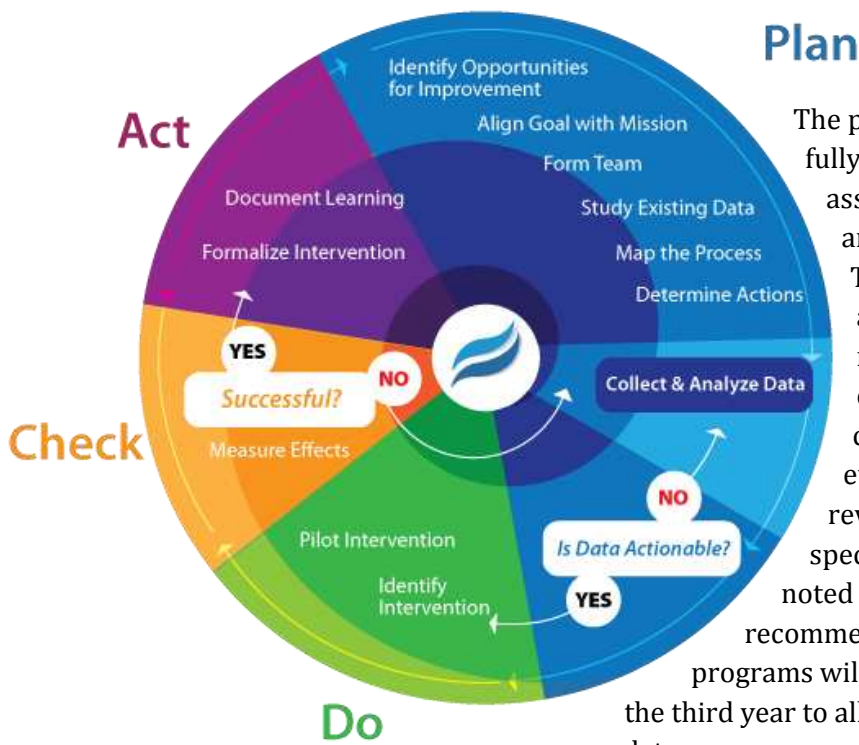 Plan
Identify Opportunities
for Improvement
Align Goal with Mission
Form Team
Study Existing Data
Map the Process
Determine Actions
Collect & Analyze Data
NO
Is Data Actionable?
YES
Do
Identify
Intervention
Pilot Intervention
Check
Measure Effects
Successful?
NO
YES
Act
Formalize Intervention
Document Learning
The p
fully
ass
rev
spec
noted
recomme
programs wil
the third year to all